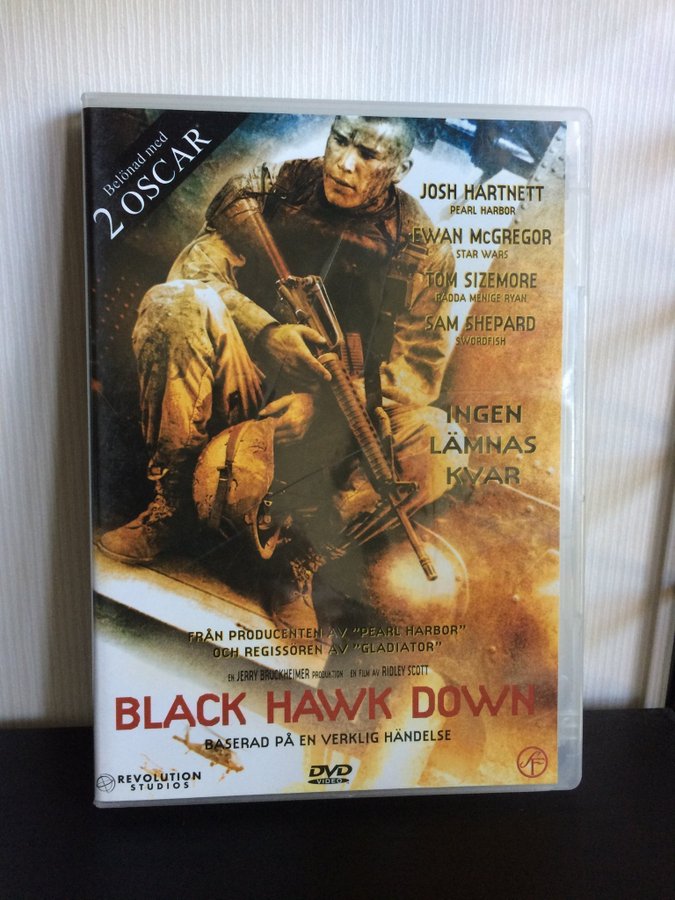 Belönad med
2 OSCAR
JOSH HARTNETT
PEARL HARBOR
EWAN McGREGOR
STAR WARS
TOM SIZEMORE
RÄDDA MENIGE RYAN
SAM SHEPARD
SWORDFISH
INGEN
LÄMNAS
KVAR
FRÅN PRODUCENTEN AV "PEARL HARBOR"
OCH REGISSÖREN AV "GLADIATOR"
EN JERRY BRUCKHEIMER PRODUKTION EN FILM AV RIDLEY SCOTT
BLACK HAWK DOWN
BASERAD PÅ EN VERKLIG HÄNDELSE
REVOLUTION
STUDIOS
DVD
VIDEO
SF